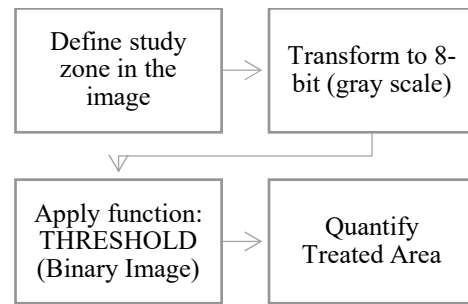 Define study
zone in the
image
Transform to 8-
bit (gray scale)
Apply function:
THRESHOLD
(Binary Image)
Quantify
Treated Area